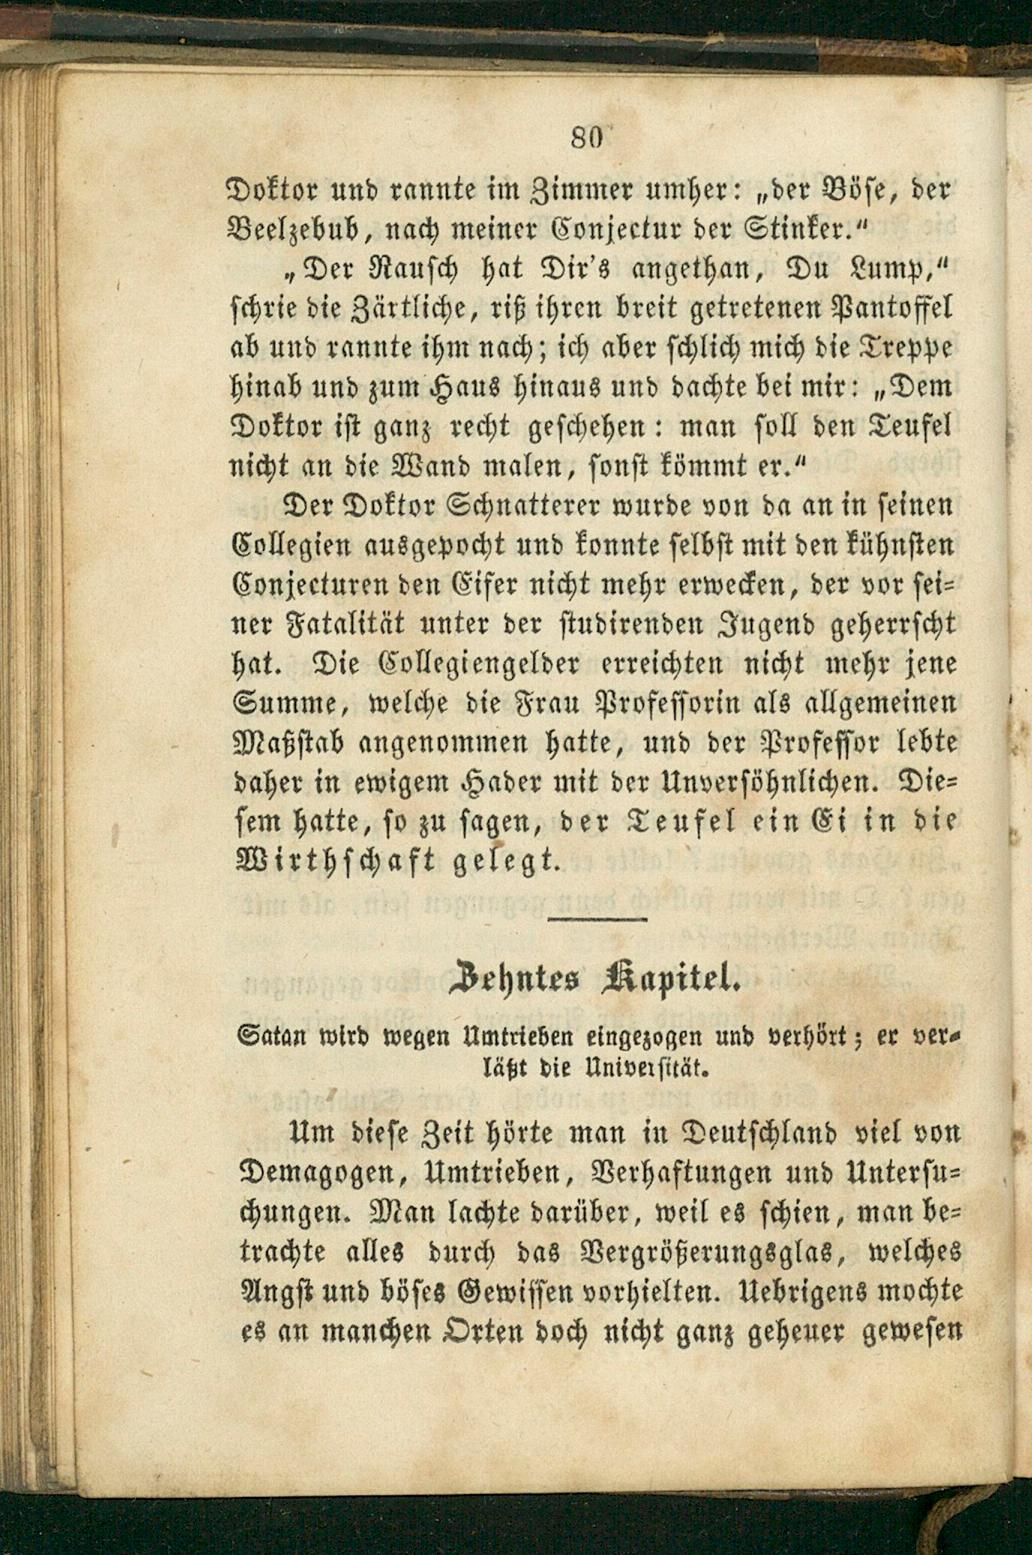 80
Doktor und rannte im Zimmer umher: „der Böse, der
Beelzebub, nach meiner Conjectur der Stinker.“
„Der Rausch hat Dir's angethan, Du Lump,“
schrie die Zärtliche, riß ihren breit getretenen Pantoffel
ab und rannte ihm nach; ich aber schlich mich die Treppe
hinab und zum Haus hinaus und dachte bei mir: „Dem
Doktor ist ganz recht geschehen: man soll den Teufel
nicht an die Wand malen, sonst kömmt er.“
Der Doktor Schnatterer wurde von da an in seinen
Collegien ausgepocht und konnte selbst mit den kühnsten
Conjecturen den Eifer nicht mehr erwecken, der vor sei-
ner Fatalität unter der studirenden Jugend geherrscht
hat. Die Collegiengelder erreichten nicht mehr jene
Summe, welche die Frau Professorin als allgemeinen
Maßstab angenommen hatte, und der Professor lebte
daher in ewigem Hader mit der Unversöhnlichen. Die-
sem hatte, so zu sagen, der Teufel ein Ei in die
Wirthschaft gelegt.
Zehntes Kapitel.
Satan wird wegen Umtrieben eingezogen und verhört; er ver-
läßt die Universität.
Um diese Zeit hörte man in Deutschland viel von
Demagogen, Umtrieben, Verhaftungen und Untersu-
chungen. Man lachte darüber, weil es schien, man be-
trachte alles durch das Vergrößerungsglas, welches
Angst und böses Gewissen vorhielten. Uebrigens mochte
es an manchen Orten doch nicht ganz geheuer gewesen